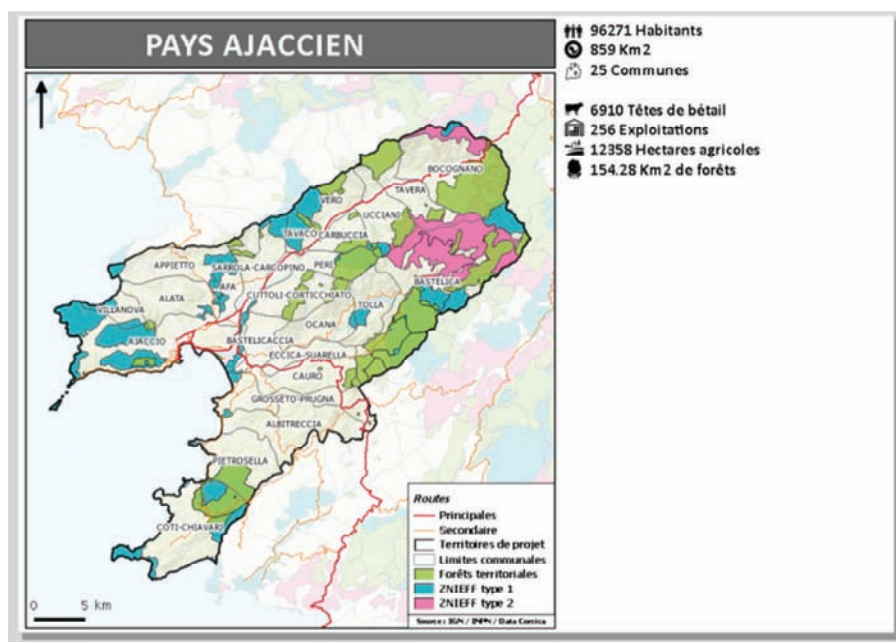 PAYS AJACCIEN
96271 Habitants
859 Km2
25 Communes
6910 Têtes de bétail
256 Exploitations
12358 Hectares agricoles
154.28 Km2 de forêts
BOCOGNANO
TAVERA
VERO
UCCIANI
TAVACO
CARBUCCIA
APPIETTO
SARROLA-CARCOPINO
PERI
AFA
BASTELICA
ALATA
CUTTOLI-CORTICCHIATO
VILLANOVA
TOLLA
OCANA
AJACCIO
BASTELICACCIA
ECCICA-SUARELLA
CAURO
GROSSETO-PRUGNA
ALBITRECCIA
PIETROSELLA
COTI-CHIAVARI
Routes
Principales
Secondaire
Territoires de projet
Limites communales
Forêts territoriales
ZNIEFF type 1
ZNIEFF type 2
Source : IGN / INPN / Data Corsica
0 5 km